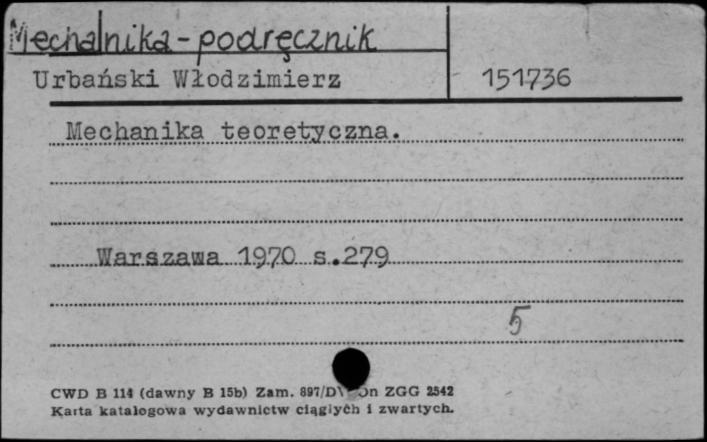 Mechanika-podręcznik
Urbański Włodzimierz 151736
Mechanika teoretyczna.
Warszawa 1970 s.279
5
CWD B 114 (dawny B 15b) Zam. 897/D ZGG 2542
Karta katalogowa wydawnictw ciągłych i zwartych.